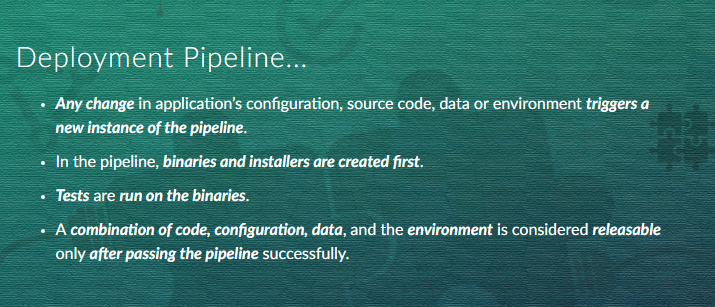 Deployment Pipeline...
• Any change in application's configuration, source code, data or environment triggers a
new instance of the pipeline.
• In the pipeline, binaries and installers are created first.
• Tests are run on the binaries.
• A combination of code, configuration, data, and the environment is considered releasable
only after passing the pipeline successfully.